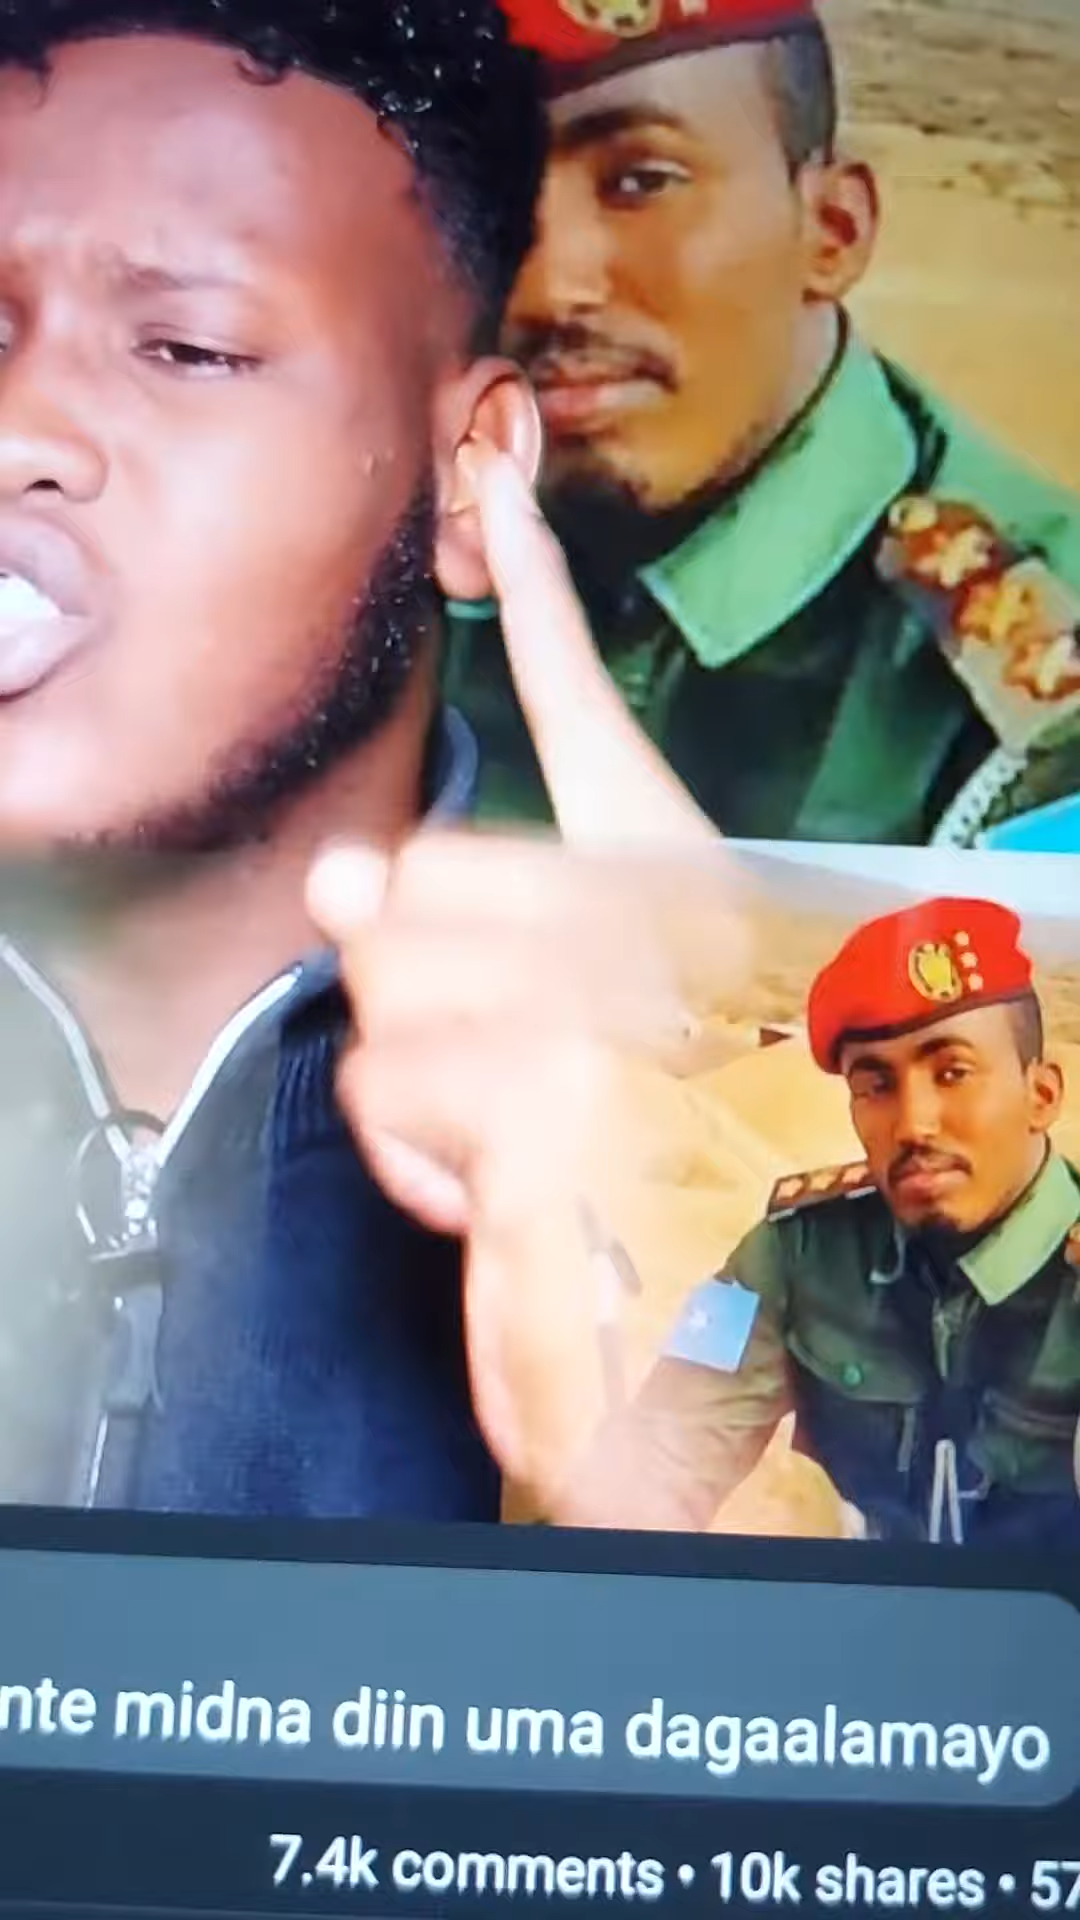 nte midna diin uma dagaalamayo
7.4k comments • 10k shares • 57